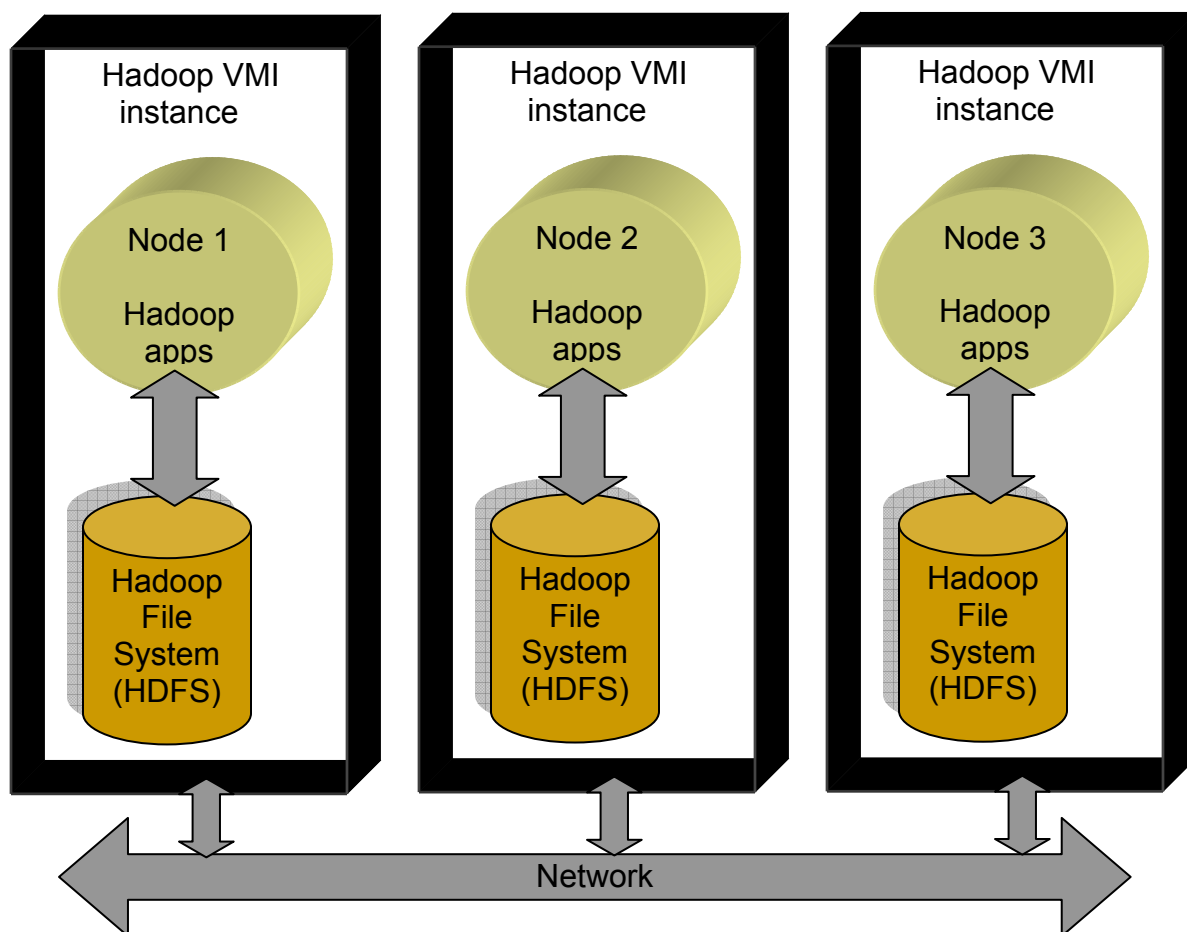 Hadoop VMI
instance
Node 1
Hadoop
apps
Hadoop
File
System
(HDFS)
Hadoop VMI
instance
Node 2
Hadoop
apps
Hadoop
File
System
(HDFS)
Hadoop VMI
instance
Node 3
Hadoop
apps
Hadoop
File
System
(HDFS)
Network